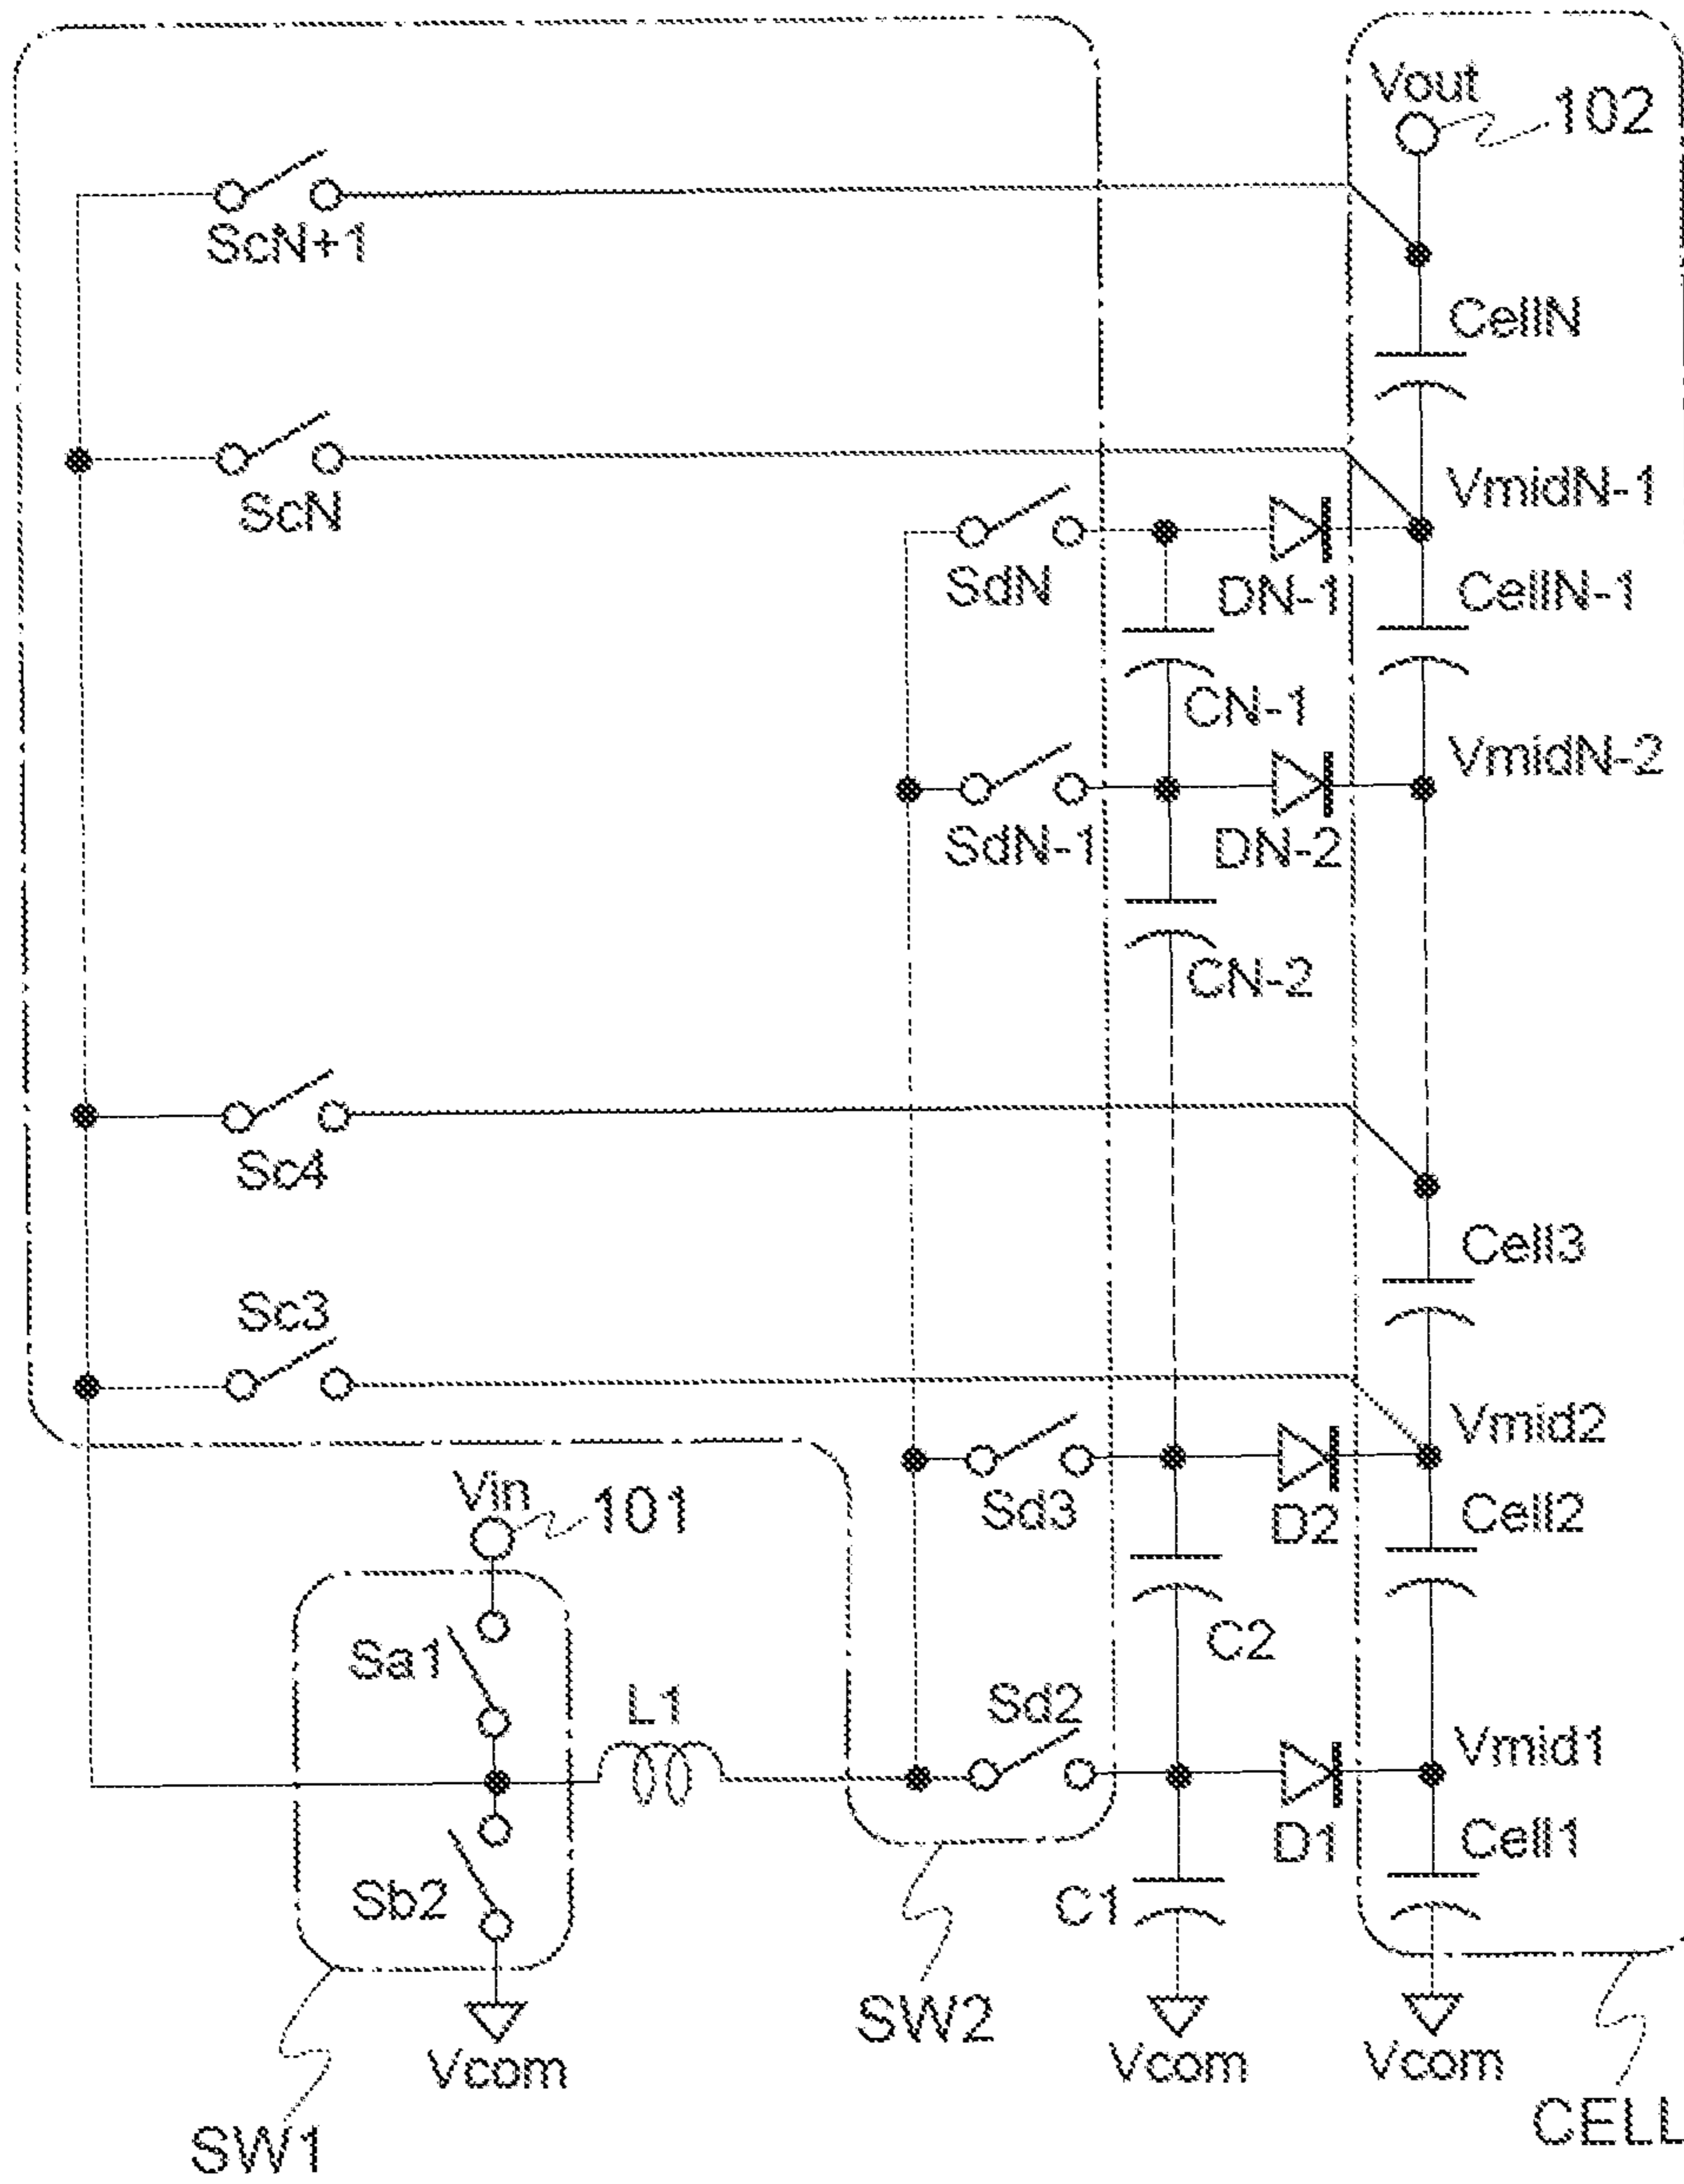 Vout
102
ScN+1
CellN
ScN
VmidN-1
SdN
DN-1
CellN-1
CN-1
VmidN-2
SdN-1
DN-2
CN-2
Sc4
Cell3
Sc3
Vmid2
Vin
101
Sd3
D2
Cell2
Sa1
C2
L1
Sd2
Vmid1
D1
Cell1
Sb2
C1
SW2
Vcom
Vcom
Vcom
SW1
CELL